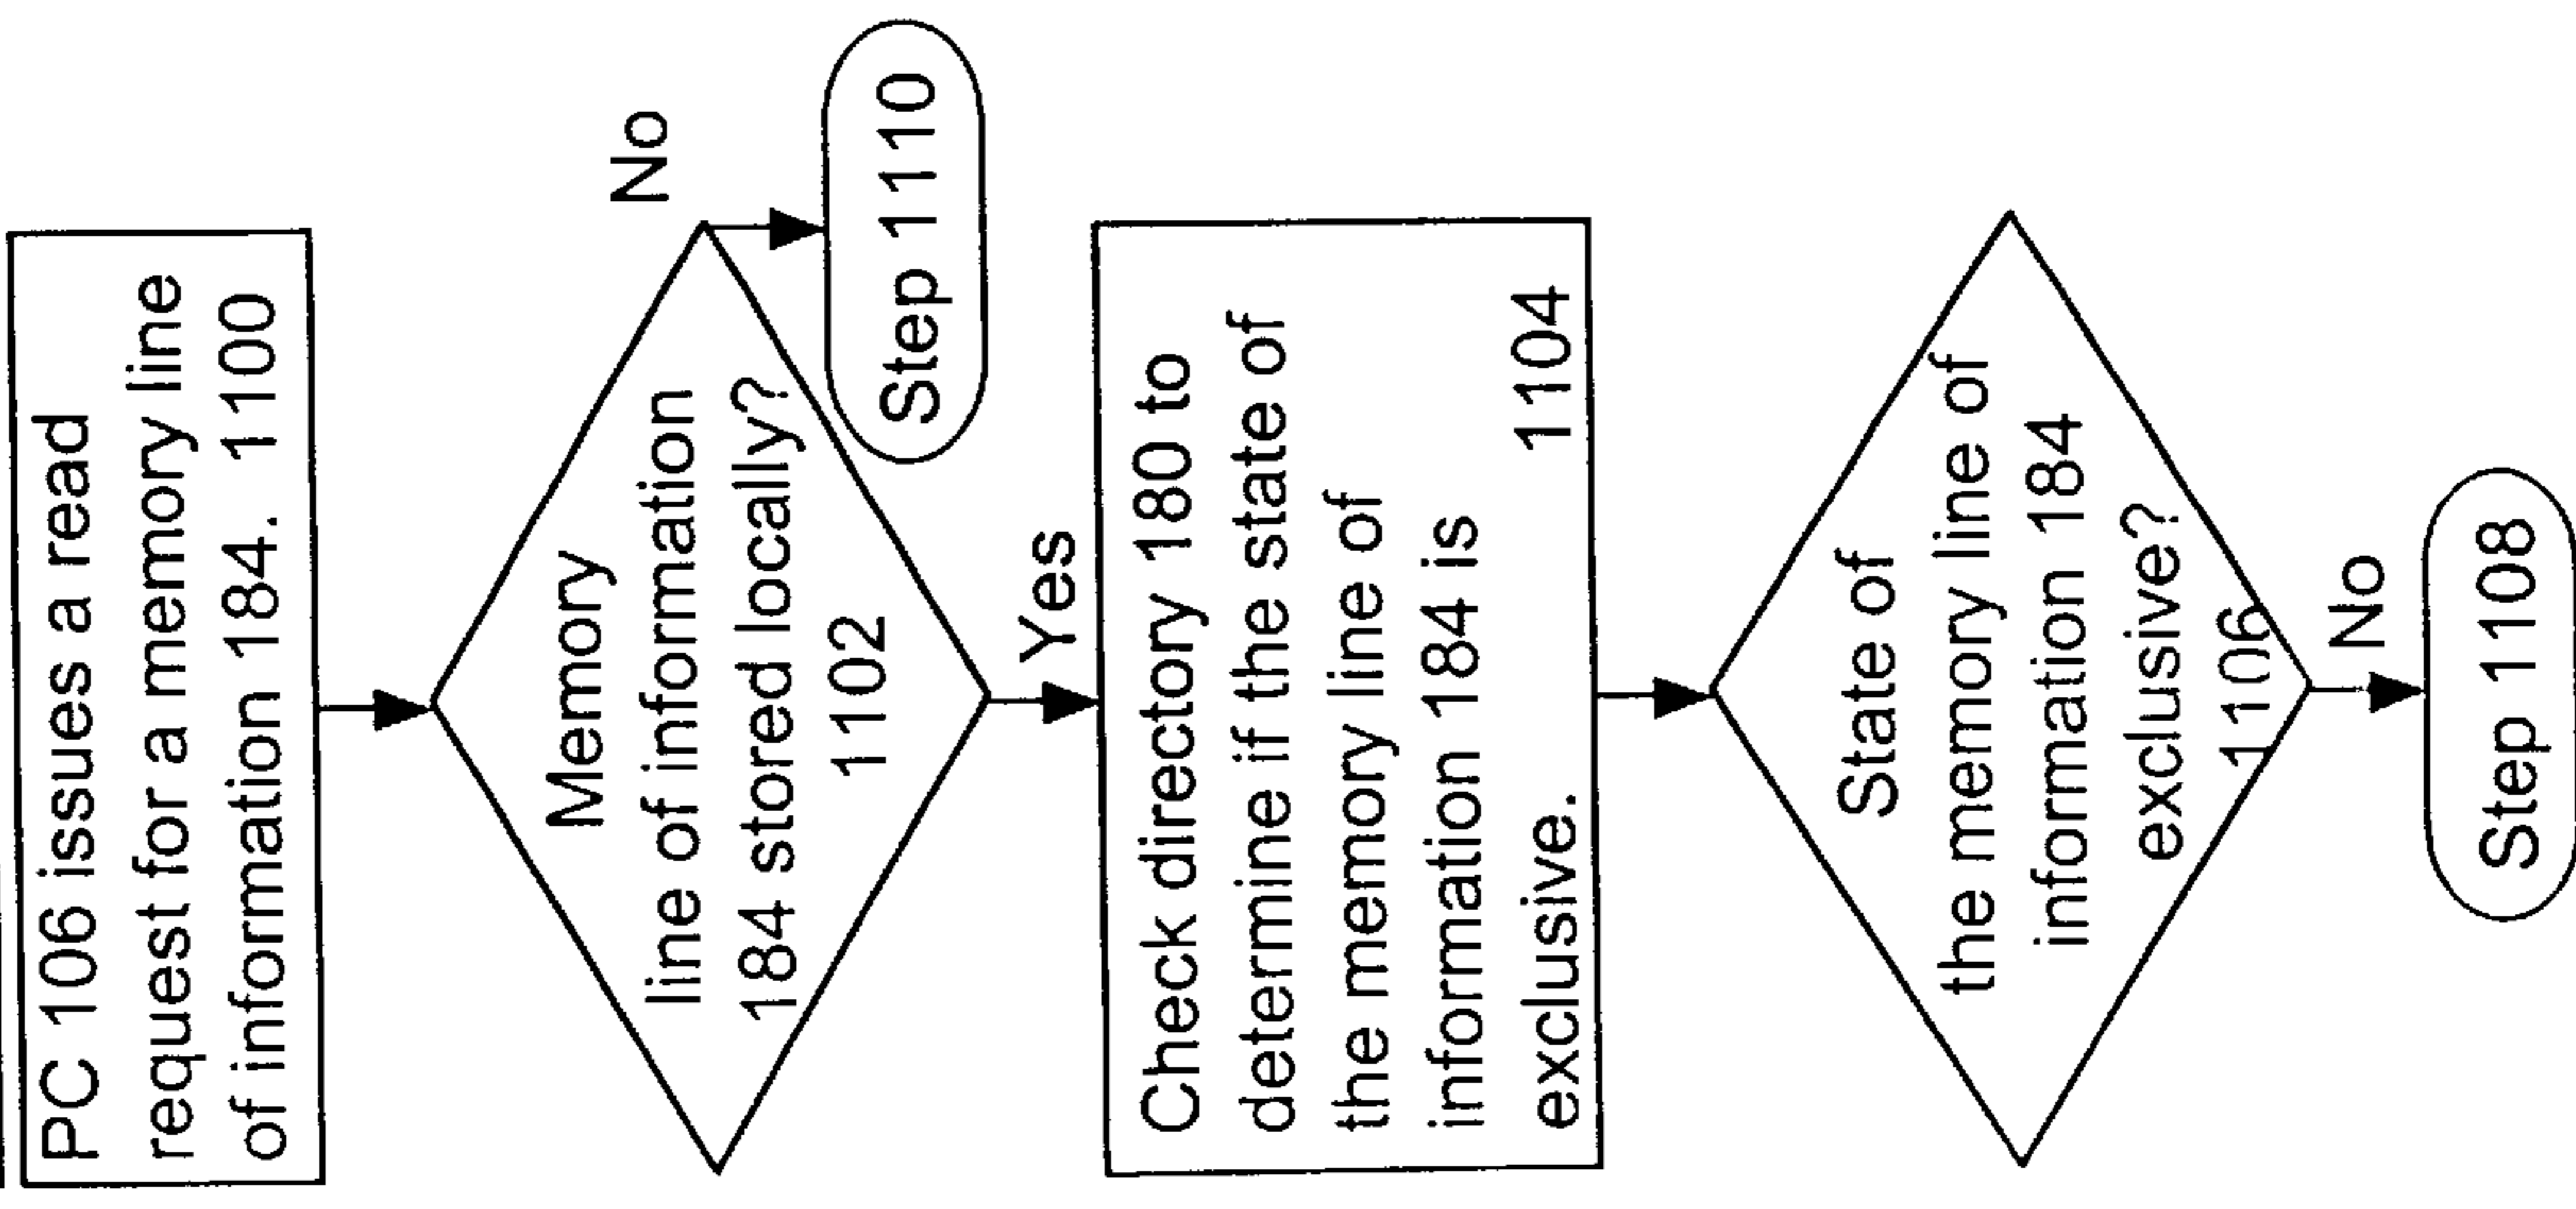 PC 106 issues a read
request for a memory line
of information 184. 1100
Memory
line of information
184 stored locally?
1102
No
Step 1110
Yes
Check directory 180 to
determine if the state of
the memory line of
information 184 is
exclusive. 1104
State of
the memory line of
information 184
exclusive?
1106
No
Step 1108